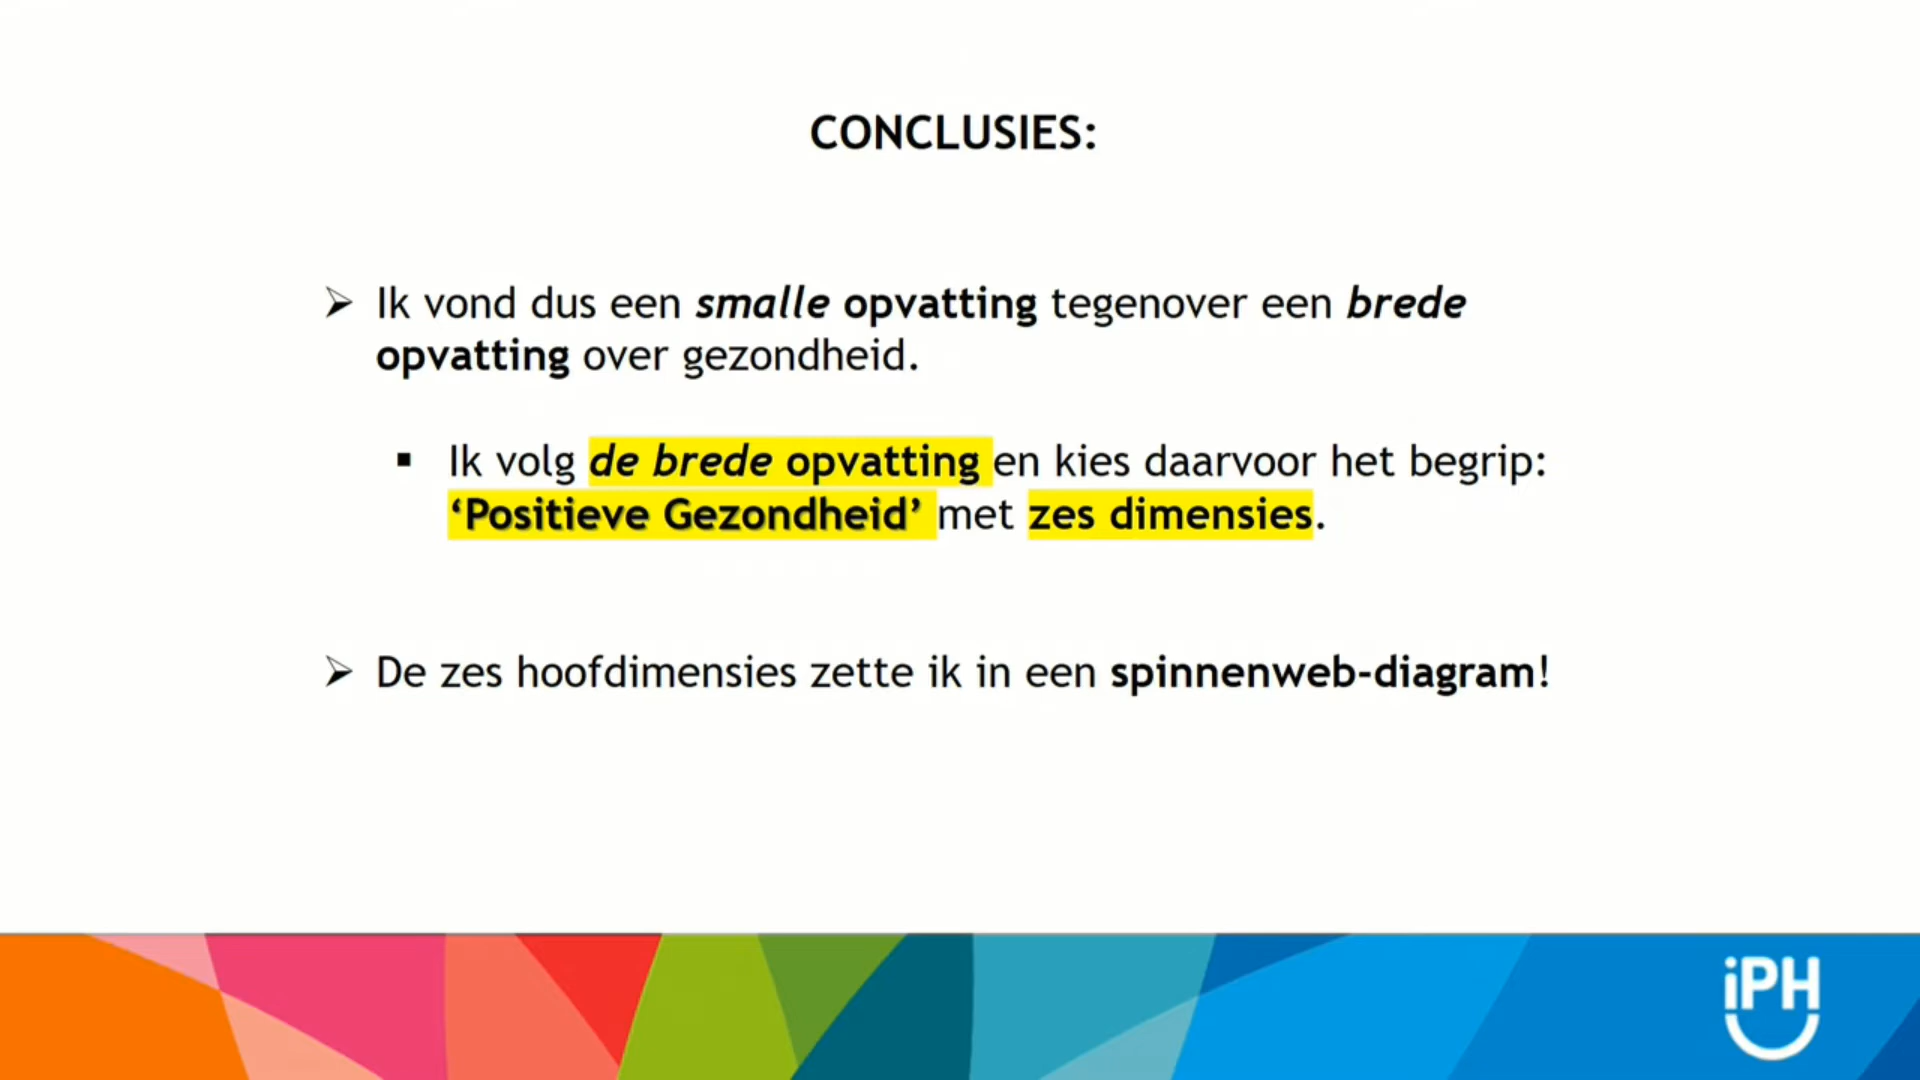 CONCLUSIES:
Ik vond dus een smalle opvatting tegenover een brede
opvatting over gezondheid.
Ik volg de brede opvatting en kies daarvoor het begrip:
‘Positieve Gezondheid’ met zes dimensies.
De zes hoofdimensies zette ik in een spinnenweb-diagram!
iPH